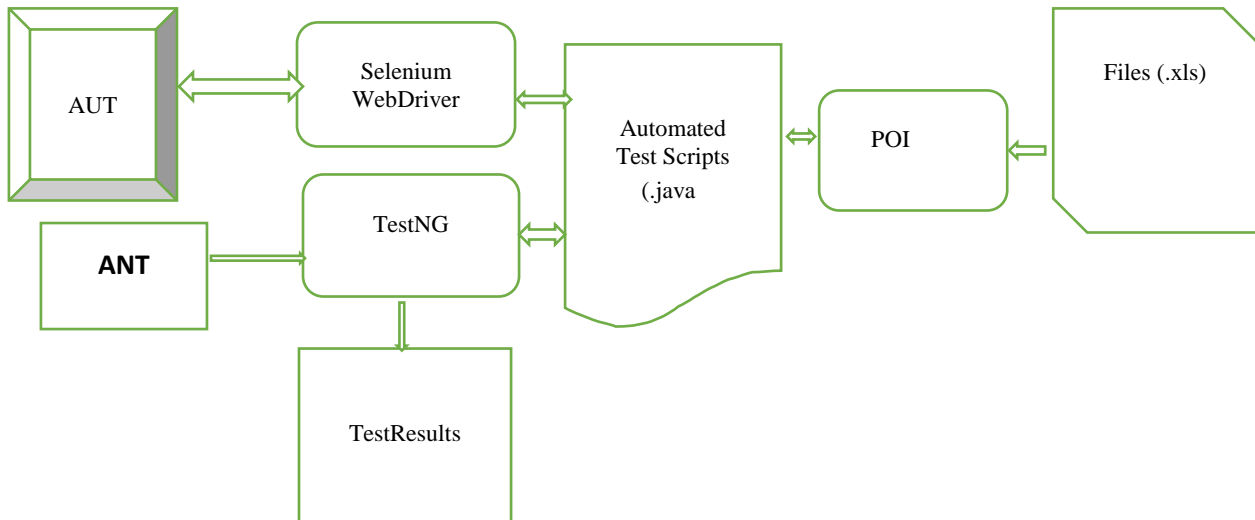 AUT
Selenium
WebDriver
Automated
Test Scripts
(.java
POI
Files (.xls)
ANT
TestNG
TestResults